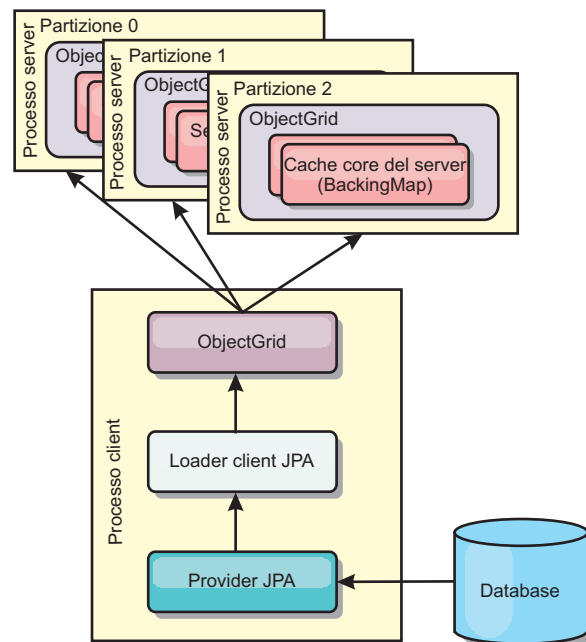 Partizione 0
Processo server
Partizione 1
Processo server
Partizione 2
Processo server
ObjectGrid
Cache core del server
(BackingMap)
Processo client
ObjectGrid
Loader client JPA
Provider JPA
Database